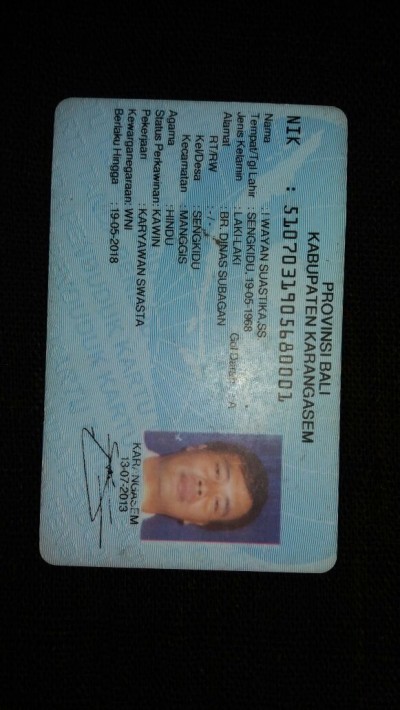 PROVINSI BALI
KABUPATEN KARANGASEM
NIK : 5107031905680001
Nama : I WAYAN SUASTIKA,SS
Tempat/Tgl Lahir : SENGKIDU, 19-05-1968
Jenis Kelamin : LAKI-LAKI Gol Darah : A
Alamat : BR. DINAS SUBAGAN
RT/RW : - / -
Kel/Desa : SENGKIDU
Kecamatan : MANGGIS
Agama : HINDU
Status Perkawinan: KAWIN
Pekerjaan : KARYAWAN SWASTA
Kewarganegaraan: WNI
Berlaku Hingga : 19-05-2018
KARANGASEM
13-07-2013